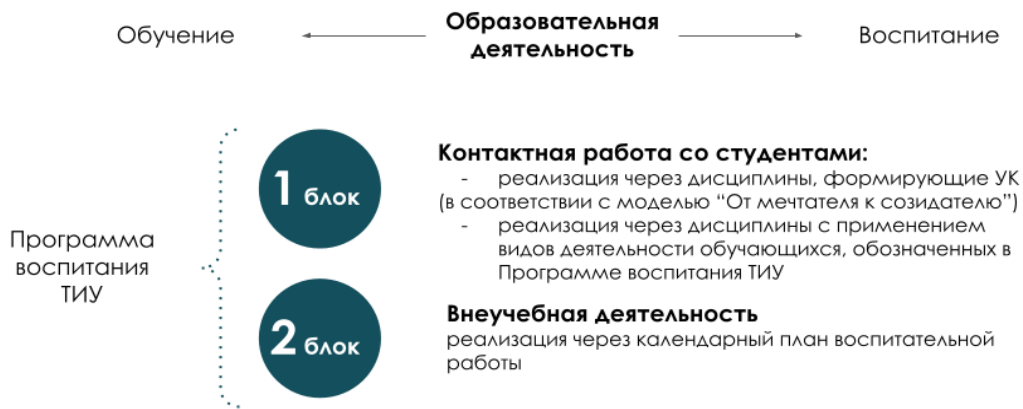 Обучение
Образовательная
деятельность
Воспитание
Программа
воспитания
ТИУ
1 блок
Контактная работа со студентами:
- реализация через дисциплины, формирующие УК
(в соответствии с моделью “От мечтателя к созидателю”)
- реализация через дисциплины с применением
видов деятельности обучающихся, обозначенных в
Программе воспитания ТИУ
2 блок
Внеучебная деятельность
реализация через календарный план воспитательной
работы